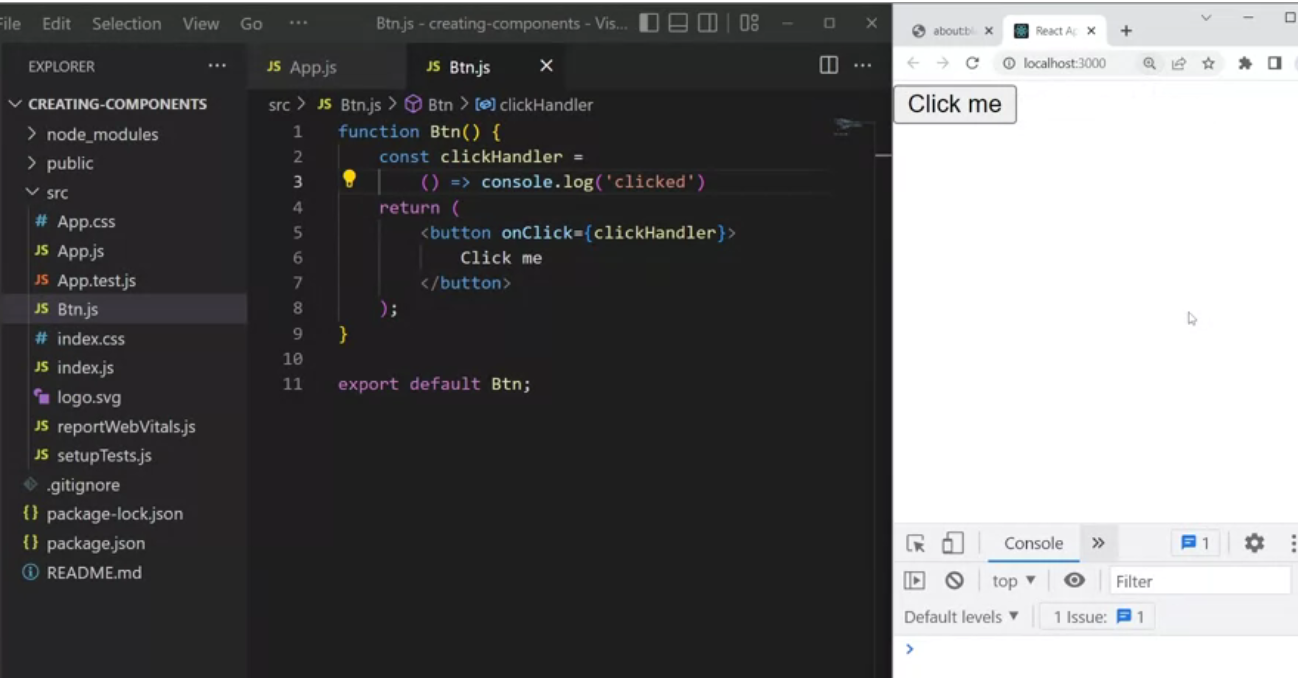 File Edit Selection View Go ··· Btn.js - creating-components - Vis...
EXPLORER ···
CREATING-COMPONENTS
node_modules
public
src
# App.css
JS App.js
JS App.test.js
JS Btn.js
# index.css
JS index.js
logo.svg
JS reportWebVitals.js
JS setupTests.js
.gitignore
{} package-lock.json
{} package.json
README.md
JS App.js JS Btn.js
src > JS Btn.js > Btn > clickHandler
1 function Btn() {
2 const clickHandler =
3 () => console.log('clicked')
4 return (
5 <button onClick={clickHandler}>
6 Click me
7 </button>
8 );
9 }
10
11 export default Btn;
about:bl React Ap
localhost:3000
Click me
Console » 1
top Filter
Default levels 1 Issue: 1
>